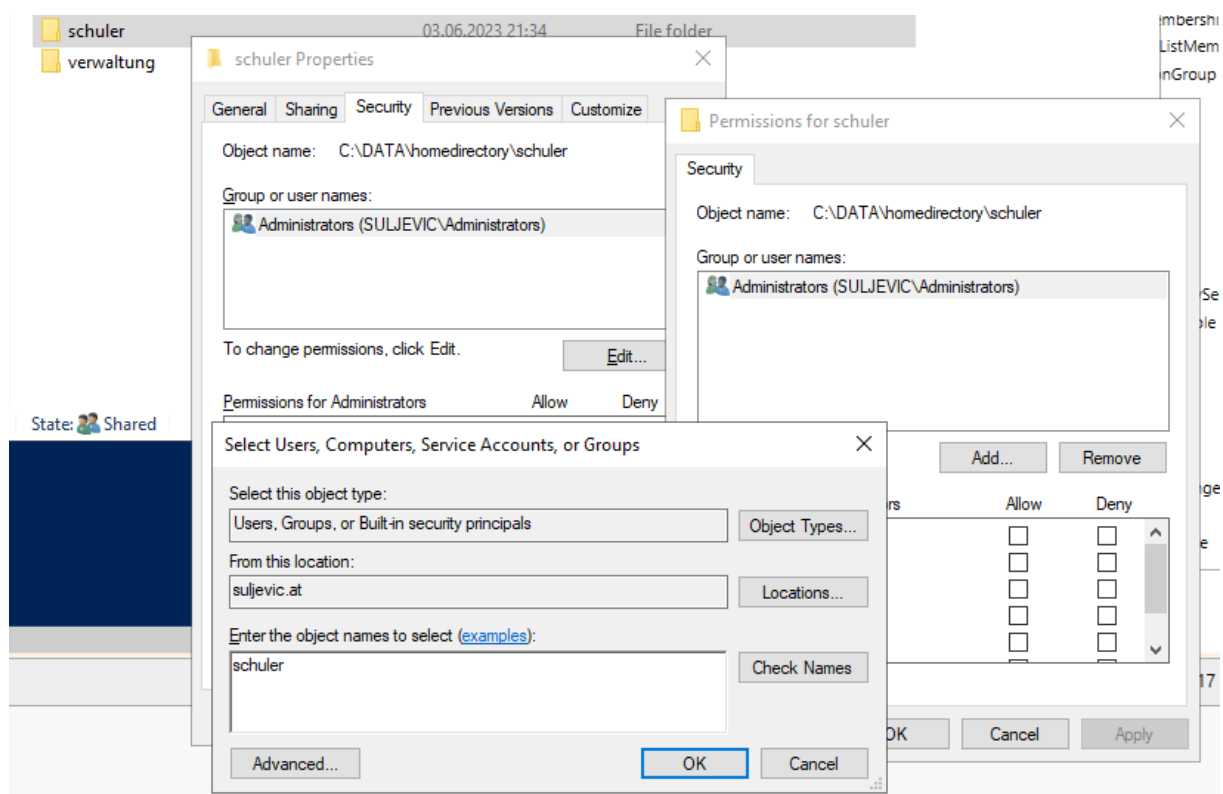 schuler 03.06.2023 21:34 File folder
verwaltung
schuler Properties
General Sharing Security Previous Versions Customize
Object name: C:\DATA\homedirectory\schuler
Group or user names:
Administrators (SULJEVIC\Administrators)
To change permissions, click Edit.
Edit...
Permissions for Administrators Allow Deny
State: Shared
Permissions for schuler
Security
Object name: C:\DATA\homedirectory\schuler
Group or user names:
Administrators (SULJEVIC\Administrators)
Add... Remove
rs Allow Deny
OK Cancel Apply
Select Users, Computers, Service Accounts, or Groups
Select this object type:
Users, Groups, or Built-in security principals
Object Types...
From this location:
suljevic.at
Locations...
Enter the object names to select (examples):
schuler
Check Names
Advanced... OK Cancel
ListMem
nGroup
17